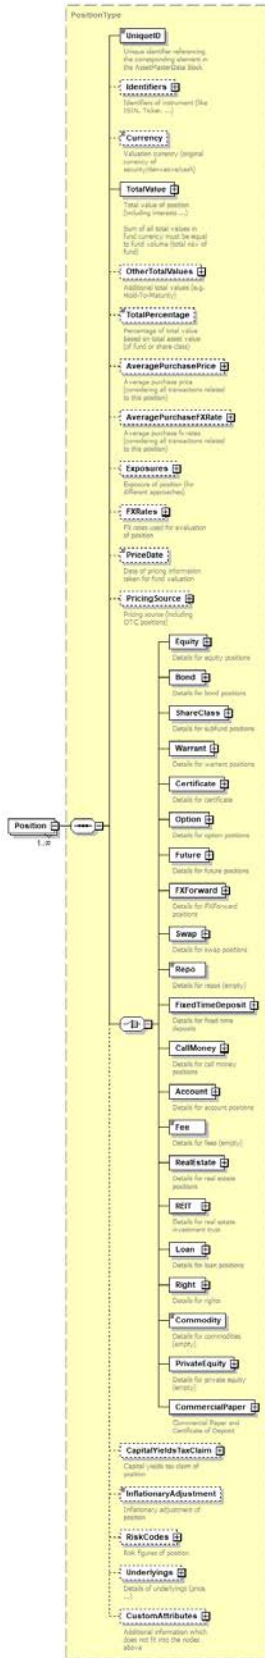 PositionType
UniqueID
Unique identifier referencing
the corresponding element in
the AssetMasterData block.
Identifiers
Identifiers of instrument (like
ISIN, Ticker, ...)
Currency
Valuation currency (original
currency of
security/derivative/cash)
TotalValue
Total value of position
(including interests ...)
Sum of all total values in
fund currency must be equal
to fund volume (total nav of
fund)
OtherTotalValues
Additional total values (e.g.
Hold-To-Maturity)
TotalPercentage
Percentage of total value
based on total asset value
(of fund or share class)
AveragePurchasePrice
Average purchase price
(considering all transactions related
to this position)
AveragePurchaseFXRate
Average purchase fx rates
(considering all transactions related
to this position)
Exposures
Exposure of position (for
different approaches)
FXRates
FX rates used for evaluation
of position
PriceDate
Date of pricing information
taken for fund valuation
PricingSource
Pricing source (including
OTC positions)
Equity
Details for equity positions
Bond
Details for bond positions
ShareClass
Details for subfund positions
Warrant
Details for warrant positions
Certificate
Details for certificate
Option
Details for option positions
Future
Details for future positions
FXForward
Details for FXForward
positions
Position
1..∞
Swap
Details for swap positions
Repo
Details for repos (empty)
FixedTimeDeposit
Details for fixed time
deposits
CallMoney
Details for call money
positions
Account
Details for account positions
Fee
Details for fees (empty)
RealEstate
Details for real estate
positions
REIT
Details for real estate
investment trust
Loan
Details for loan positions
Right
Details for rights
Commodity
Details for commodities
(empty)
PrivateEquity
Details for private equity
(empty)
CommercialPaper
Commercial Paper and
Certificate of Deposit
CapitalYieldsTaxClaim
Capital yields tax claim of
position
InflationaryAdjustment
Inflationary adjustment of
position
RiskCodes
Risk figures of position
Underlyings
Details of underlyings (price,
...)
CustomAttributes
Additional information which
does not fit into the nodes
above